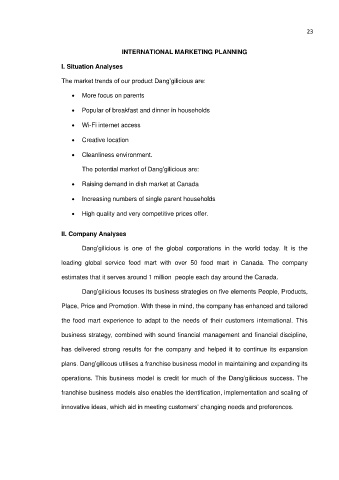 23
INTERNATIONAL MARKETING PLANNING
I. Situation Analyses
The market trends of our product Dang'gilicious are:
• More focus on parents
• Popular of breakfast and dinner in households
• Wi-Fi internet access
• Creative location
• Cleanliness environment.
The potential market of Dang'gilicious are:
• Raising demand in dish market at Canada
• Increasing numbers of single parent households
• High quality and very competitive prices offer.
II. Company Analyses
Dang'gilicious is one of the global corporations in the world today. It is the
leading global service food mart with over 50 food mart in Canada. The company
estimates that it serves around 1 million people each day around the Canada.
Dang'gilicious focuses its business strategies on five elements People, Products,
Place, Price and Promotion. With these in mind, the company has enhanced and tailored
the food mart experience to adapt to the needs of their customers international. This
business strategy, combined with sound financial management and financial discipline,
has delivered strong results for the company and helped it to continue its expansion
plans. Dang'gilicous utilises a franchise business model in maintaining and expanding its
operations. This business model is credit for much of the Dang'gilicious success. The
franchise business models also enables the identification, implementation and scaling of
innovative ideas, which aid in meeting customers' changing needs and preferences.